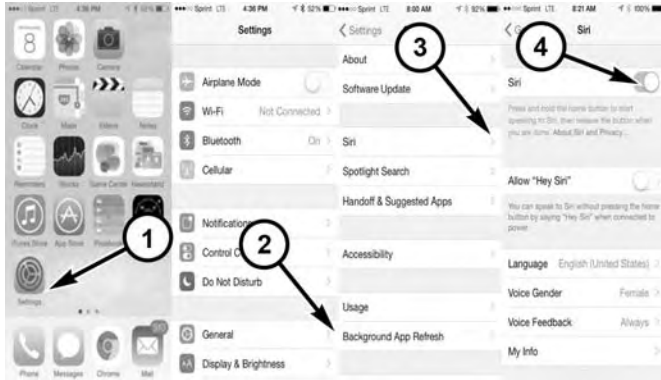 Sprint LTE 4:36 PM 52%
8
Calendar Photos Camera
Clock Maps Videos Notes
Reminders Stocks Game Center Newsstand
iTunes Store App Store
1
Settings
Phone Messages Chrome Mail
Sprint LTE 4:36 PM 52%
Settings
Airplane Mode
Wi-Fi Not Connected
Bluetooth On
Cellular
Notifications
Control C
2
Do Not Disturb
General
AA Display & Brightness
Sprint LTE 8:00 AM 92%
Settings
3
About
Software Update
Siri
Spotlight Search
Handoff & Suggested Apps
Accessibility
Usage
Background App Refresh
Sprint LTE 8:21 AM 100%
G Siri
4
Siri
Press and hold the home button to start
speaking to Siri, then release the button when
you are done. About Siri and Privacy...
Allow “Hey Siri”
You can speak to Siri without pressing the home
button by saying “Hey Siri” when connected to
power.
Language English (United States)
Voice Gender Female
Voice Feedback Always
My Info